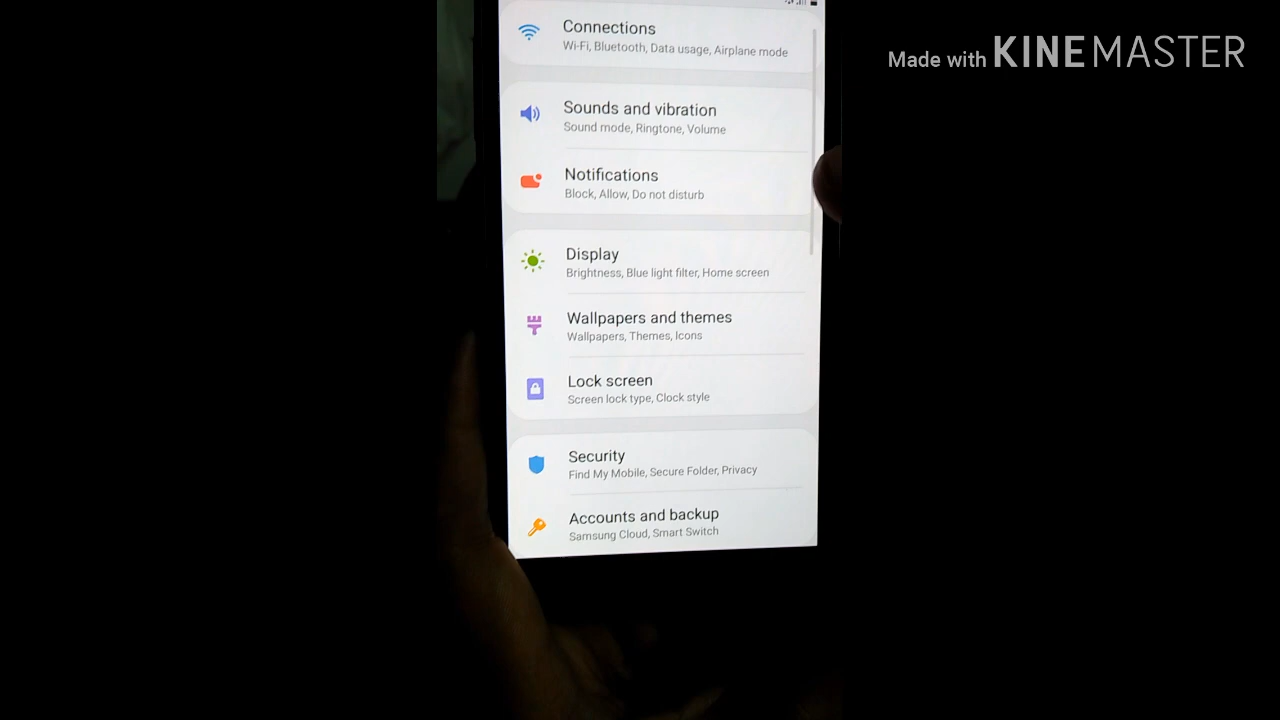 Made with KINEMASTER
Connections
Wi-Fi, Bluetooth, Data usage, Airplane mode
Sounds and vibration
Sound mode, Ringtone, Volume
Notifications
Block, Allow, Do not disturb
Display
Brightness, Blue light filter, Home screen
Wallpapers and themes
Wallpapers, Themes, Icons
Lock screen
Screen lock type, Clock style
Security
Find My Mobile, Secure Folder, Privacy
Accounts and backup
Samsung Cloud, Smart Switch